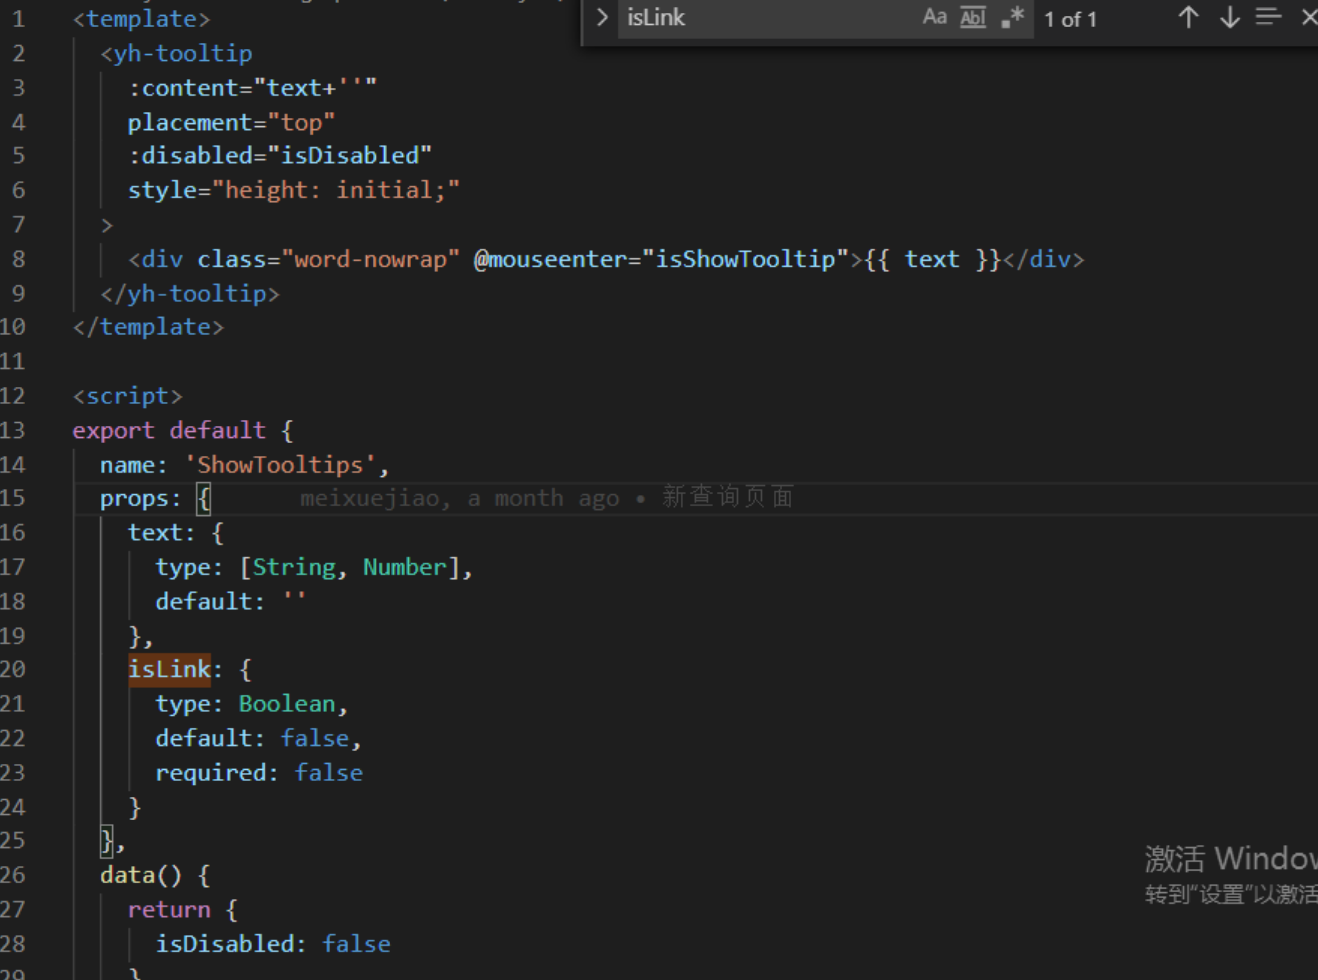 isLink Aa Abl .* 1 of 1
1 <template>
2 <yh-tooltip
3 :content="text+''"
4 placement="top"
5 :disabled="isDisabled"
6 style="height: initial;"
7 >
8 <div class="word-nowrap" @mouseenter="isShowTooltip">{{ text }}</div>
9 </yh-tooltip>
10 </template>
11
12 <script>
13 export default {
14 name: 'ShowTooltips',
15 props: { meixuejiao, a month ago • 新查询页面
16 text: {
17 type: [String, Number],
18 default: ''
19 },
20 isLink: {
21 type: Boolean,
22 default: false,
23 required: false
24 }
25 },
26 data() {
27 return {
28 isDisabled: false
29 }
激活 Window
转到"设置"以激活